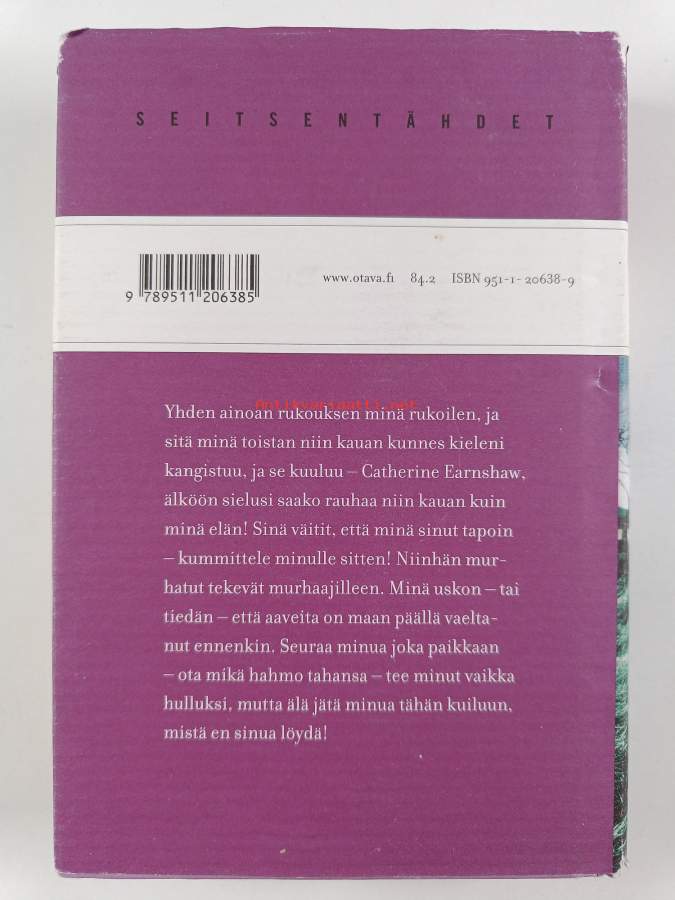 SEITSENTÄHDET
www.otava.fi 84.2 ISBN 951-1-20638-9
9 789511 206385
Antikvariaatti.net
Yhden ainoan rukouksen minä rukoilen, ja
sitä minä toistan niin kauan kunnes kieleni
kangistuu, ja se kuuluu – Catherine Earnshaw,
älköön sielusi saako rauhaa niin kauan kuin
minä elän! Sinä väitit, että minä sinut tapoin
– kummittele minulle sitten! Niinhän mur-
hatut tekevät murhaajilleen. Minä uskon – tai
tiedän – että aaveita on maan päällä vaelta-
nut ennenkin. Seuraa minua joka paikkaan
– ota mikä hahmo tahansa – tee minut vaikka
hulluksi, mutta älä jätä minua tähän kuiluun,
mistä en sinua löydä!